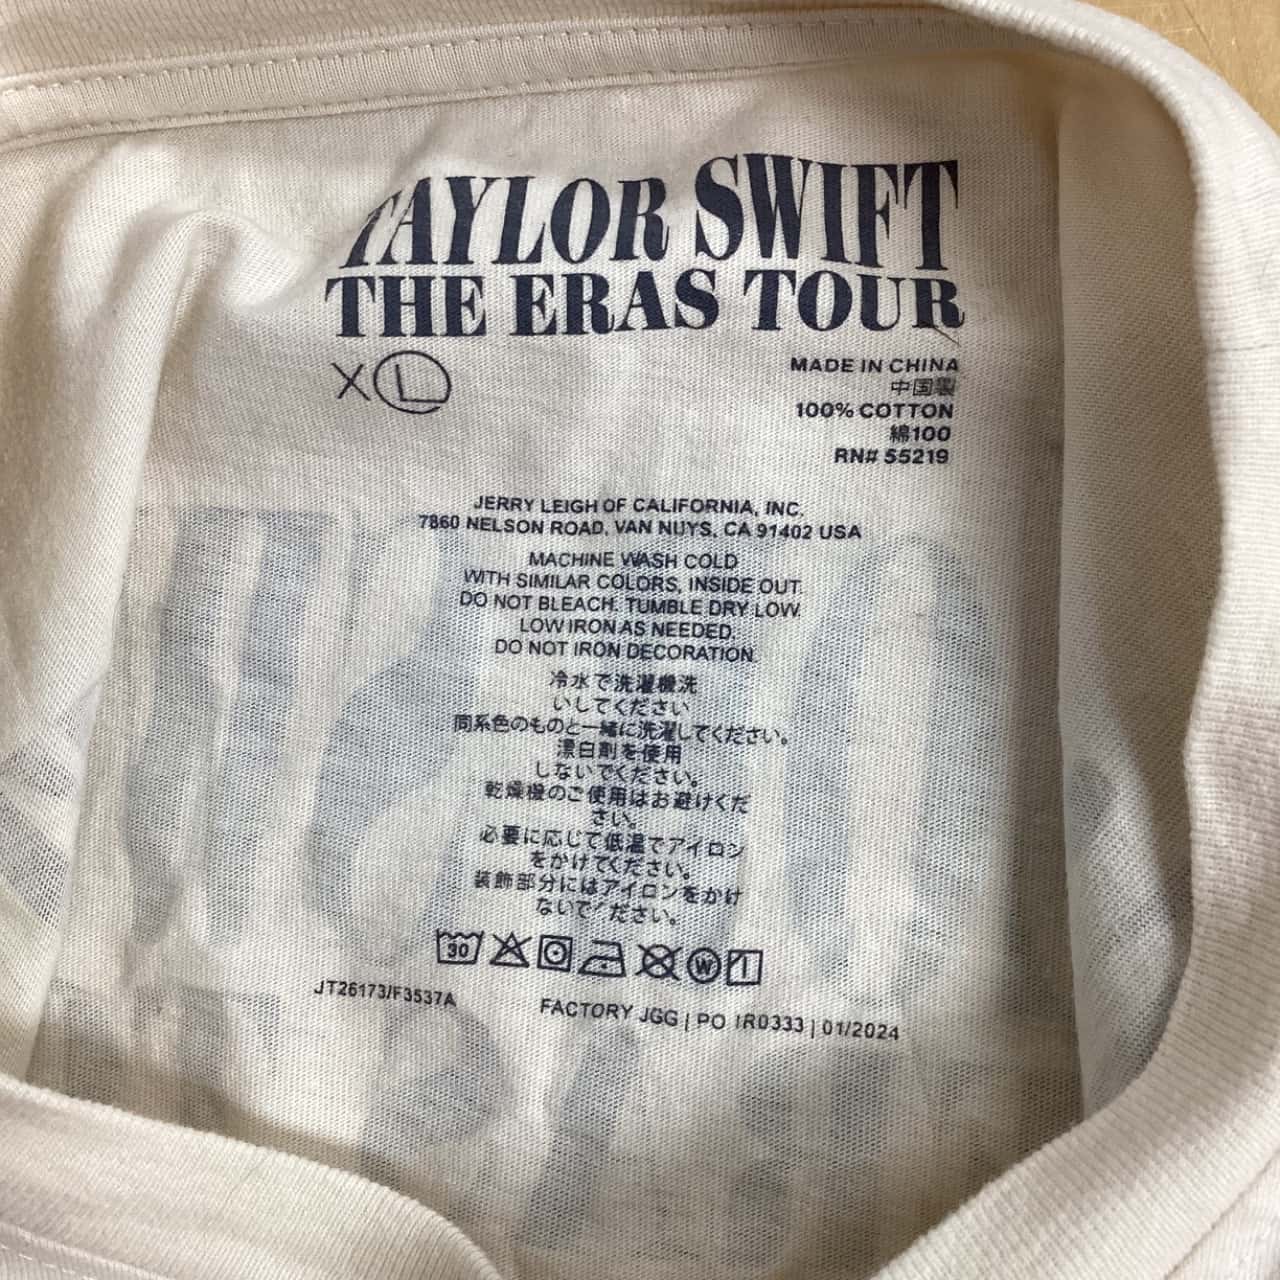 TAYLOR SWIFT
THE ERAS TOUR
XL
MADE IN CHINA
中国製
100% COTTON
綿100
RN# 55219
JERRY LEIGH OF CALIFORNIA, INC.
7860 NELSON ROAD, VAN NUYS, CA 91402 USA
MACHINE WASH COLD
WITH SIMILAR COLORS, INSIDE OUT.
DO NOT BLEACH. TUMBLE DRY LOW.
LOW IRON AS NEEDED.
DO NOT IRON DECORATION.
冷水で洗濯機洗
いしてください
同系色のものと一緒に洗濯してください。
漂白剤を使用
しないでください。
乾燥機のご使用はお避けくだ
さい。
必要に応じて低温でアイロン
をかけてください。
装飾部分にはアイロンをかけ
ないでください。
30 W
JT26173/F3537A
FACTORY JGG | PO IR0333 | 01/2024